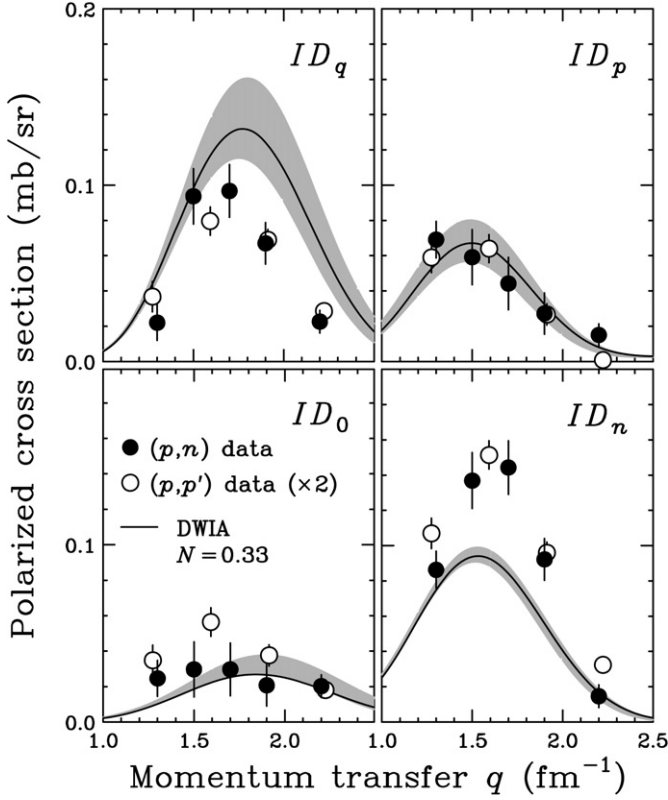 Polarized cross section (mb/sr)
0.2
0.1
0.0
ID_q
ID_p
0.1
0.0
ID_0
ID_n
(p,n) data
(p,p′) data (×2)
DWIA
N=0.33
1.0 1.5 2.0 1.0 1.5 2.0 2.5
Momentum transfer q (fm⁻¹)